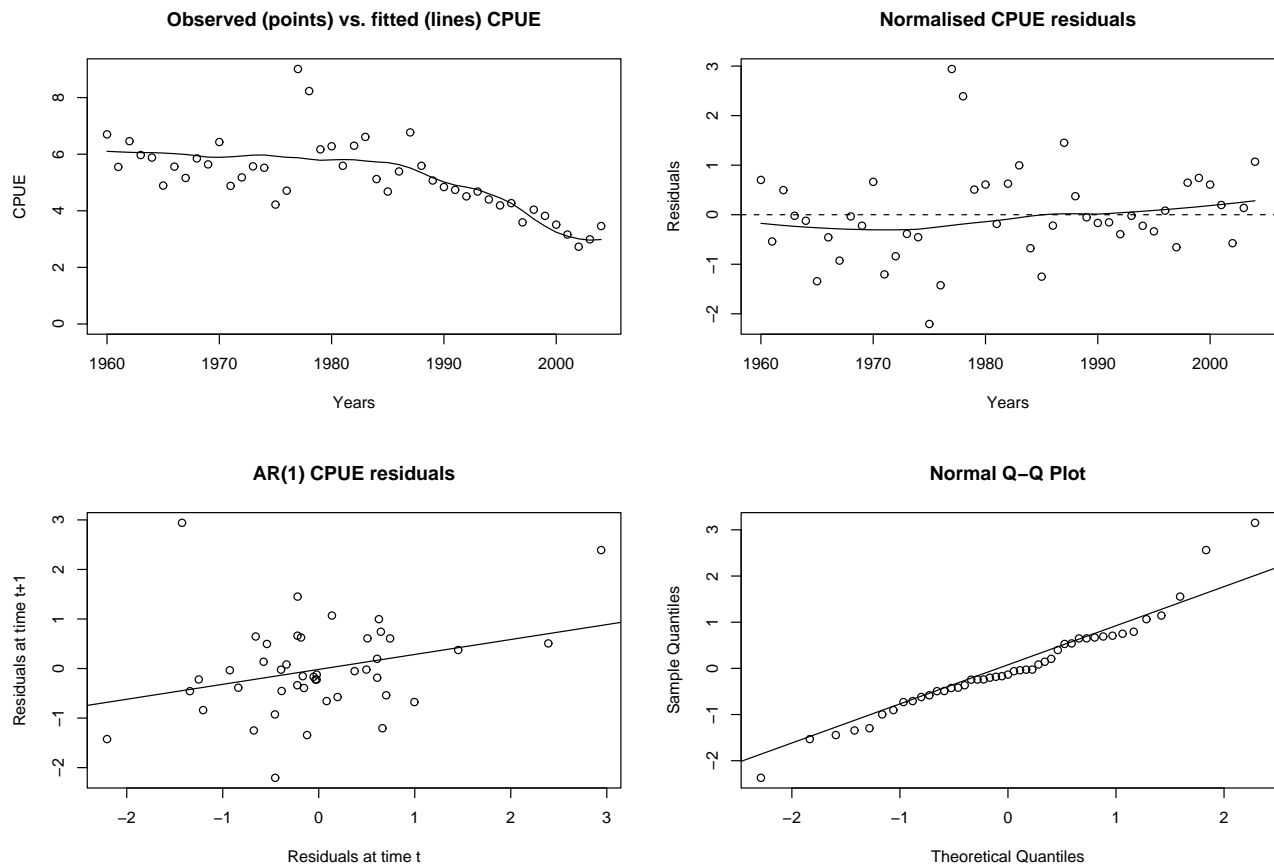 Observed (points) vs. fitted (lines) CPUE
CPUE
8
6
4
2
0
1960 1970 1980 1990 2000
Years
Normalised CPUE residuals
Residuals
3
2
1
0
−1
−2
1960 1970 1980 1990 2000
Years
AR(1) CPUE residuals
Residuals at time t+1
3
2
1
0
−1
−2
−2 −1 0 1 2 3
Residuals at time t
Normal Q−Q Plot
Sample Quantiles
3
2
1
0
−1
−2
−2 −1 0 1 2
Theoretical Quantiles